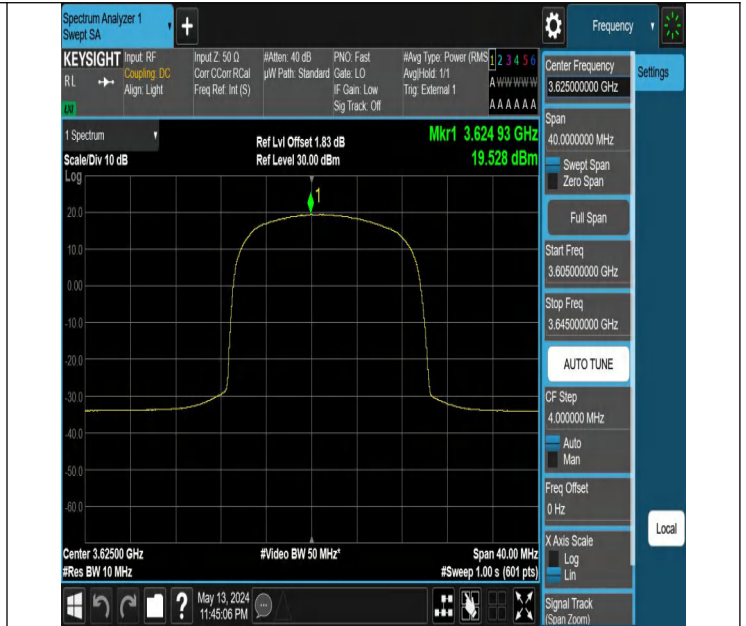 Spectrum Analyzer 1
Swept SA
+
Frequency
KEYSIGHT
RL
LXI
Input: RF
Coupling: DC
Align: Light
Input Z: 50 Ω
Corr CCorr RCal
Freq Ref: Int (S)
#Atten: 40 dB
µW Path: Standard
PNO: Fast
Gate: LO
IF Gain: Low
Sig Track: Off
#Avg Type: Power (RMS
Avg|Hold: 1/1
Trig: External 1
1 2 3 4 5 6
A W W W W W
A A A A A A
Center Frequency
3.625000000 GHz
Settings
Span
40.0000000 MHz
Swept Span
Zero Span
Full Span
Start Freq
3.605000000 GHz
Stop Freq
3.645000000 GHz
AUTO TUNE
CF Step
4.000000 MHz
Auto
Man
Freq Offset
0 Hz
X Axis Scale
Log
Lin
Local
Signal Track
(Span Zoom)
1 Spectrum
Scale/Div 10 dB
Ref Lvl Offset 1.83 dB
Ref Level 30.00 dBm
Mkr1 3.624 93 GHz
19.528 dBm
Log
1
20.0
10.0
0.00
-10.0
-20.0
-30.0
-40.0
-50.0
-60.0
Center 3.62500 GHz
#Res BW 10 MHz
#Video BW 50 MHz*
Span 40.00 MHz
#Sweep 1.00 s (601 pts)
?
May 13, 2024
11:45:06 PM